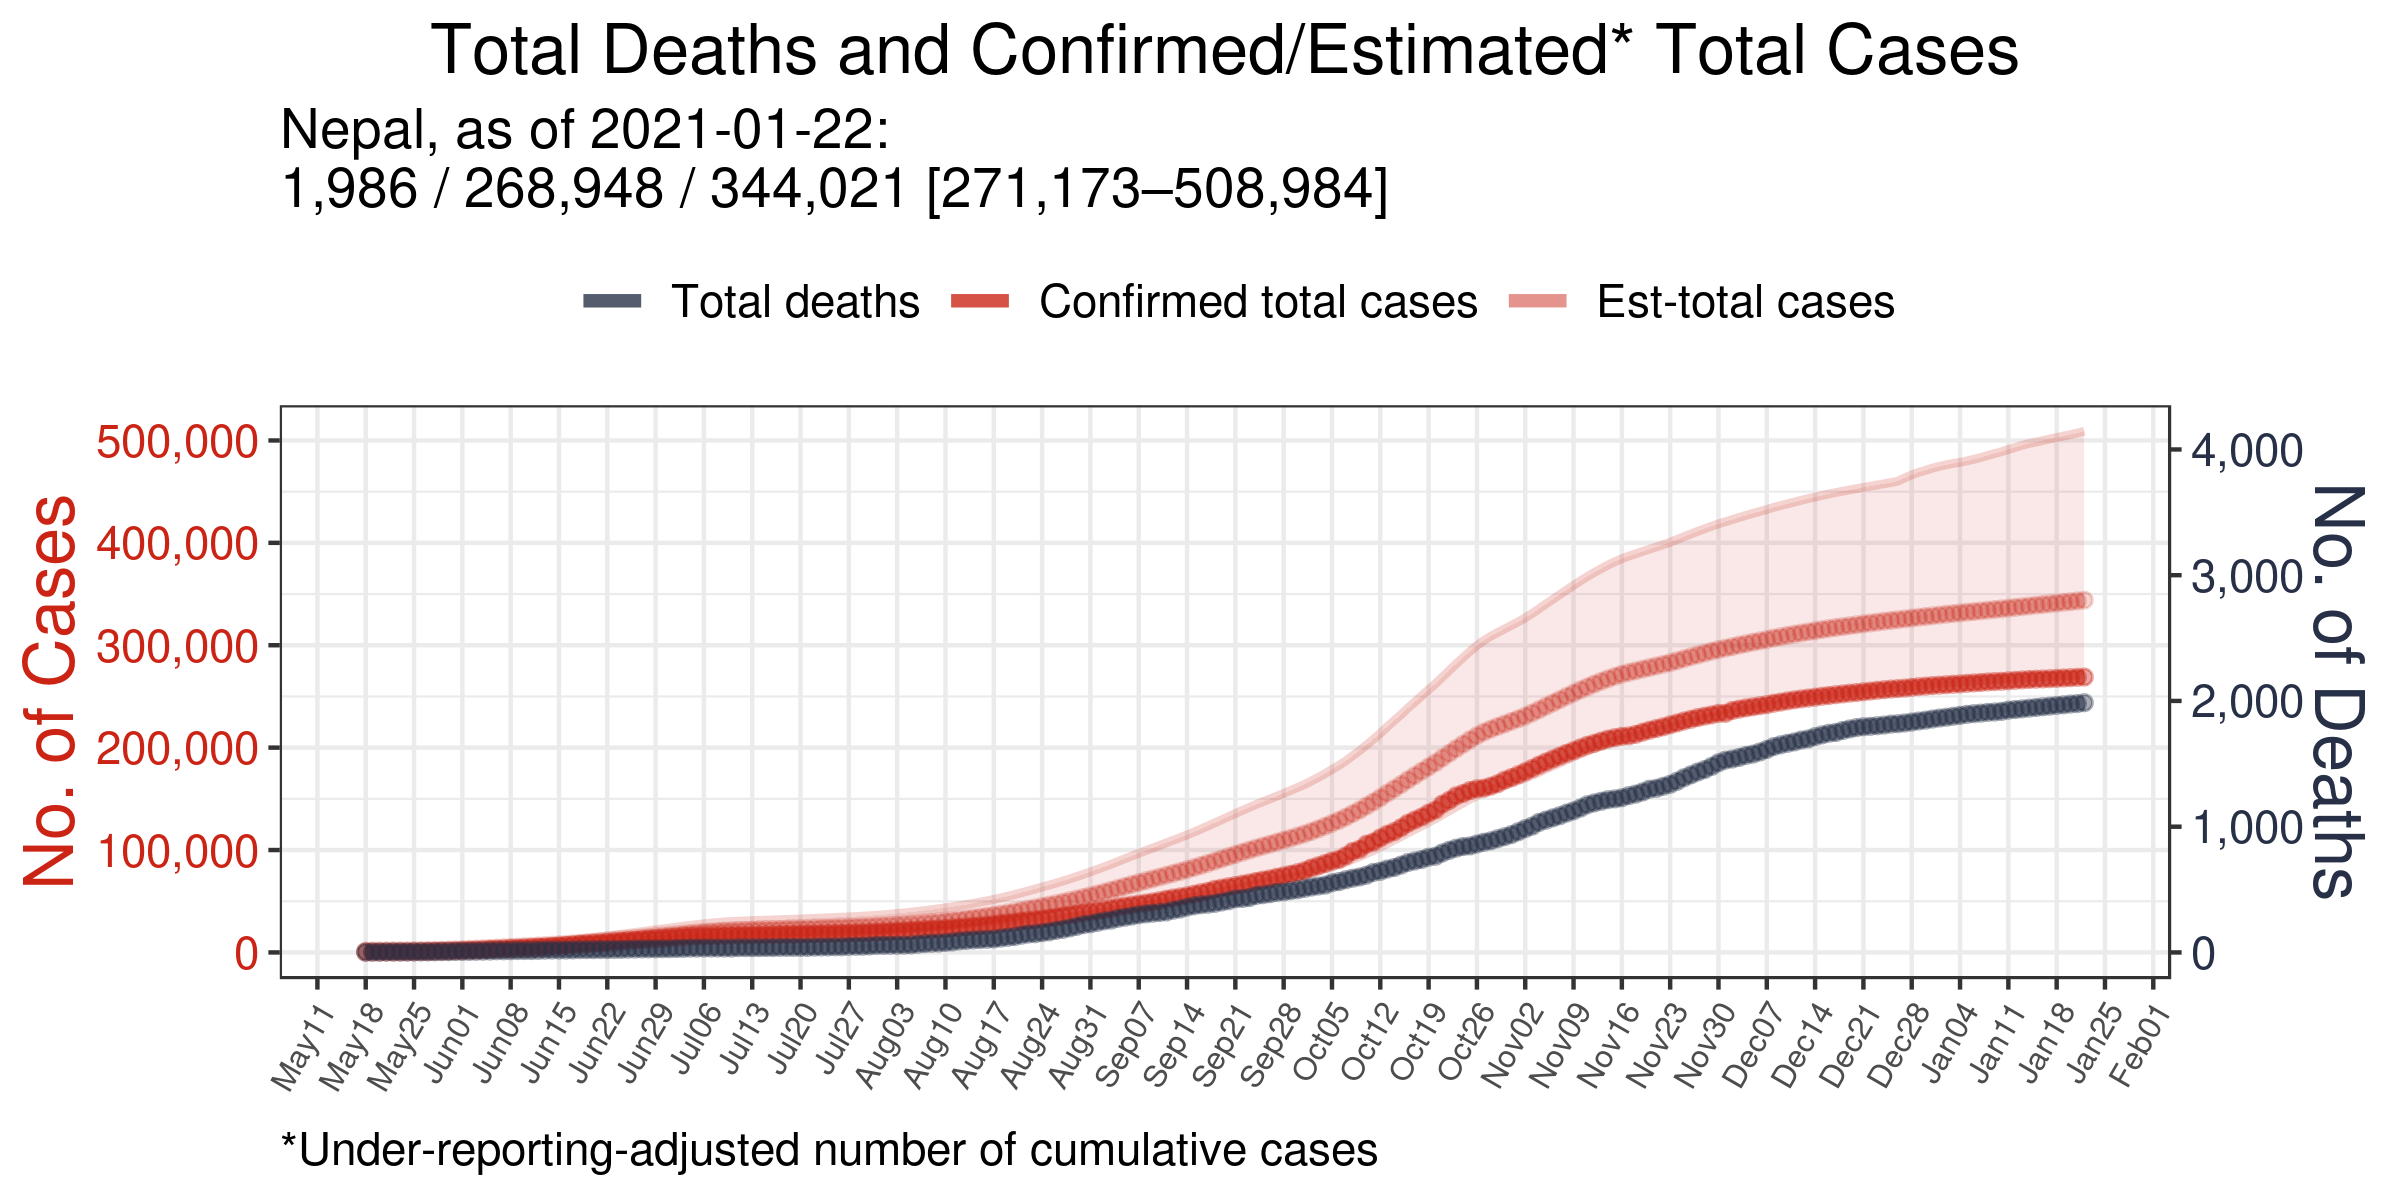 Total Deaths and Confirmed/Estimated* Total Cases
Nepal, as of 2021-01-22:
1,986 / 268,948 / 344,021 [271,173–508,984]
Total deaths
Confirmed total cases
Est-total cases
No. of Cases
500,000
400,000
300,000
200,000
100,000
0
4,000
3,000
2,000
1,000
0
No. of Deaths
May11
May18
May25
Jun01
Jun08
Jun15
Jun22
Jun29
Jul06
Jul13
Jul20
Jul27
Aug03
Aug10
Aug17
Aug24
Aug31
Sep07
Sep14
Sep21
Sep28
Oct05
Oct12
Oct19
Oct26
Nov02
Nov09
Nov16
Nov23
Nov30
Dec07
Dec14
Dec21
Dec28
Jan04
Jan11
Jan18
Jan25
Feb01
*Under-reporting-adjusted number of cumulative cases